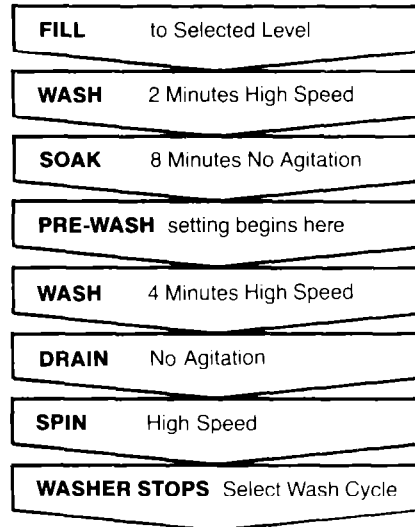 FILL to Selected Level
WASH 2 Minutes High Speed
SOAK 8 Minutes No Agitation
PRE-WASH setting begins here
WASH 4 Minutes High Speed
DRAIN No Agitation
SPIN High Speed
WASHER STOPS Select Wash Cycle